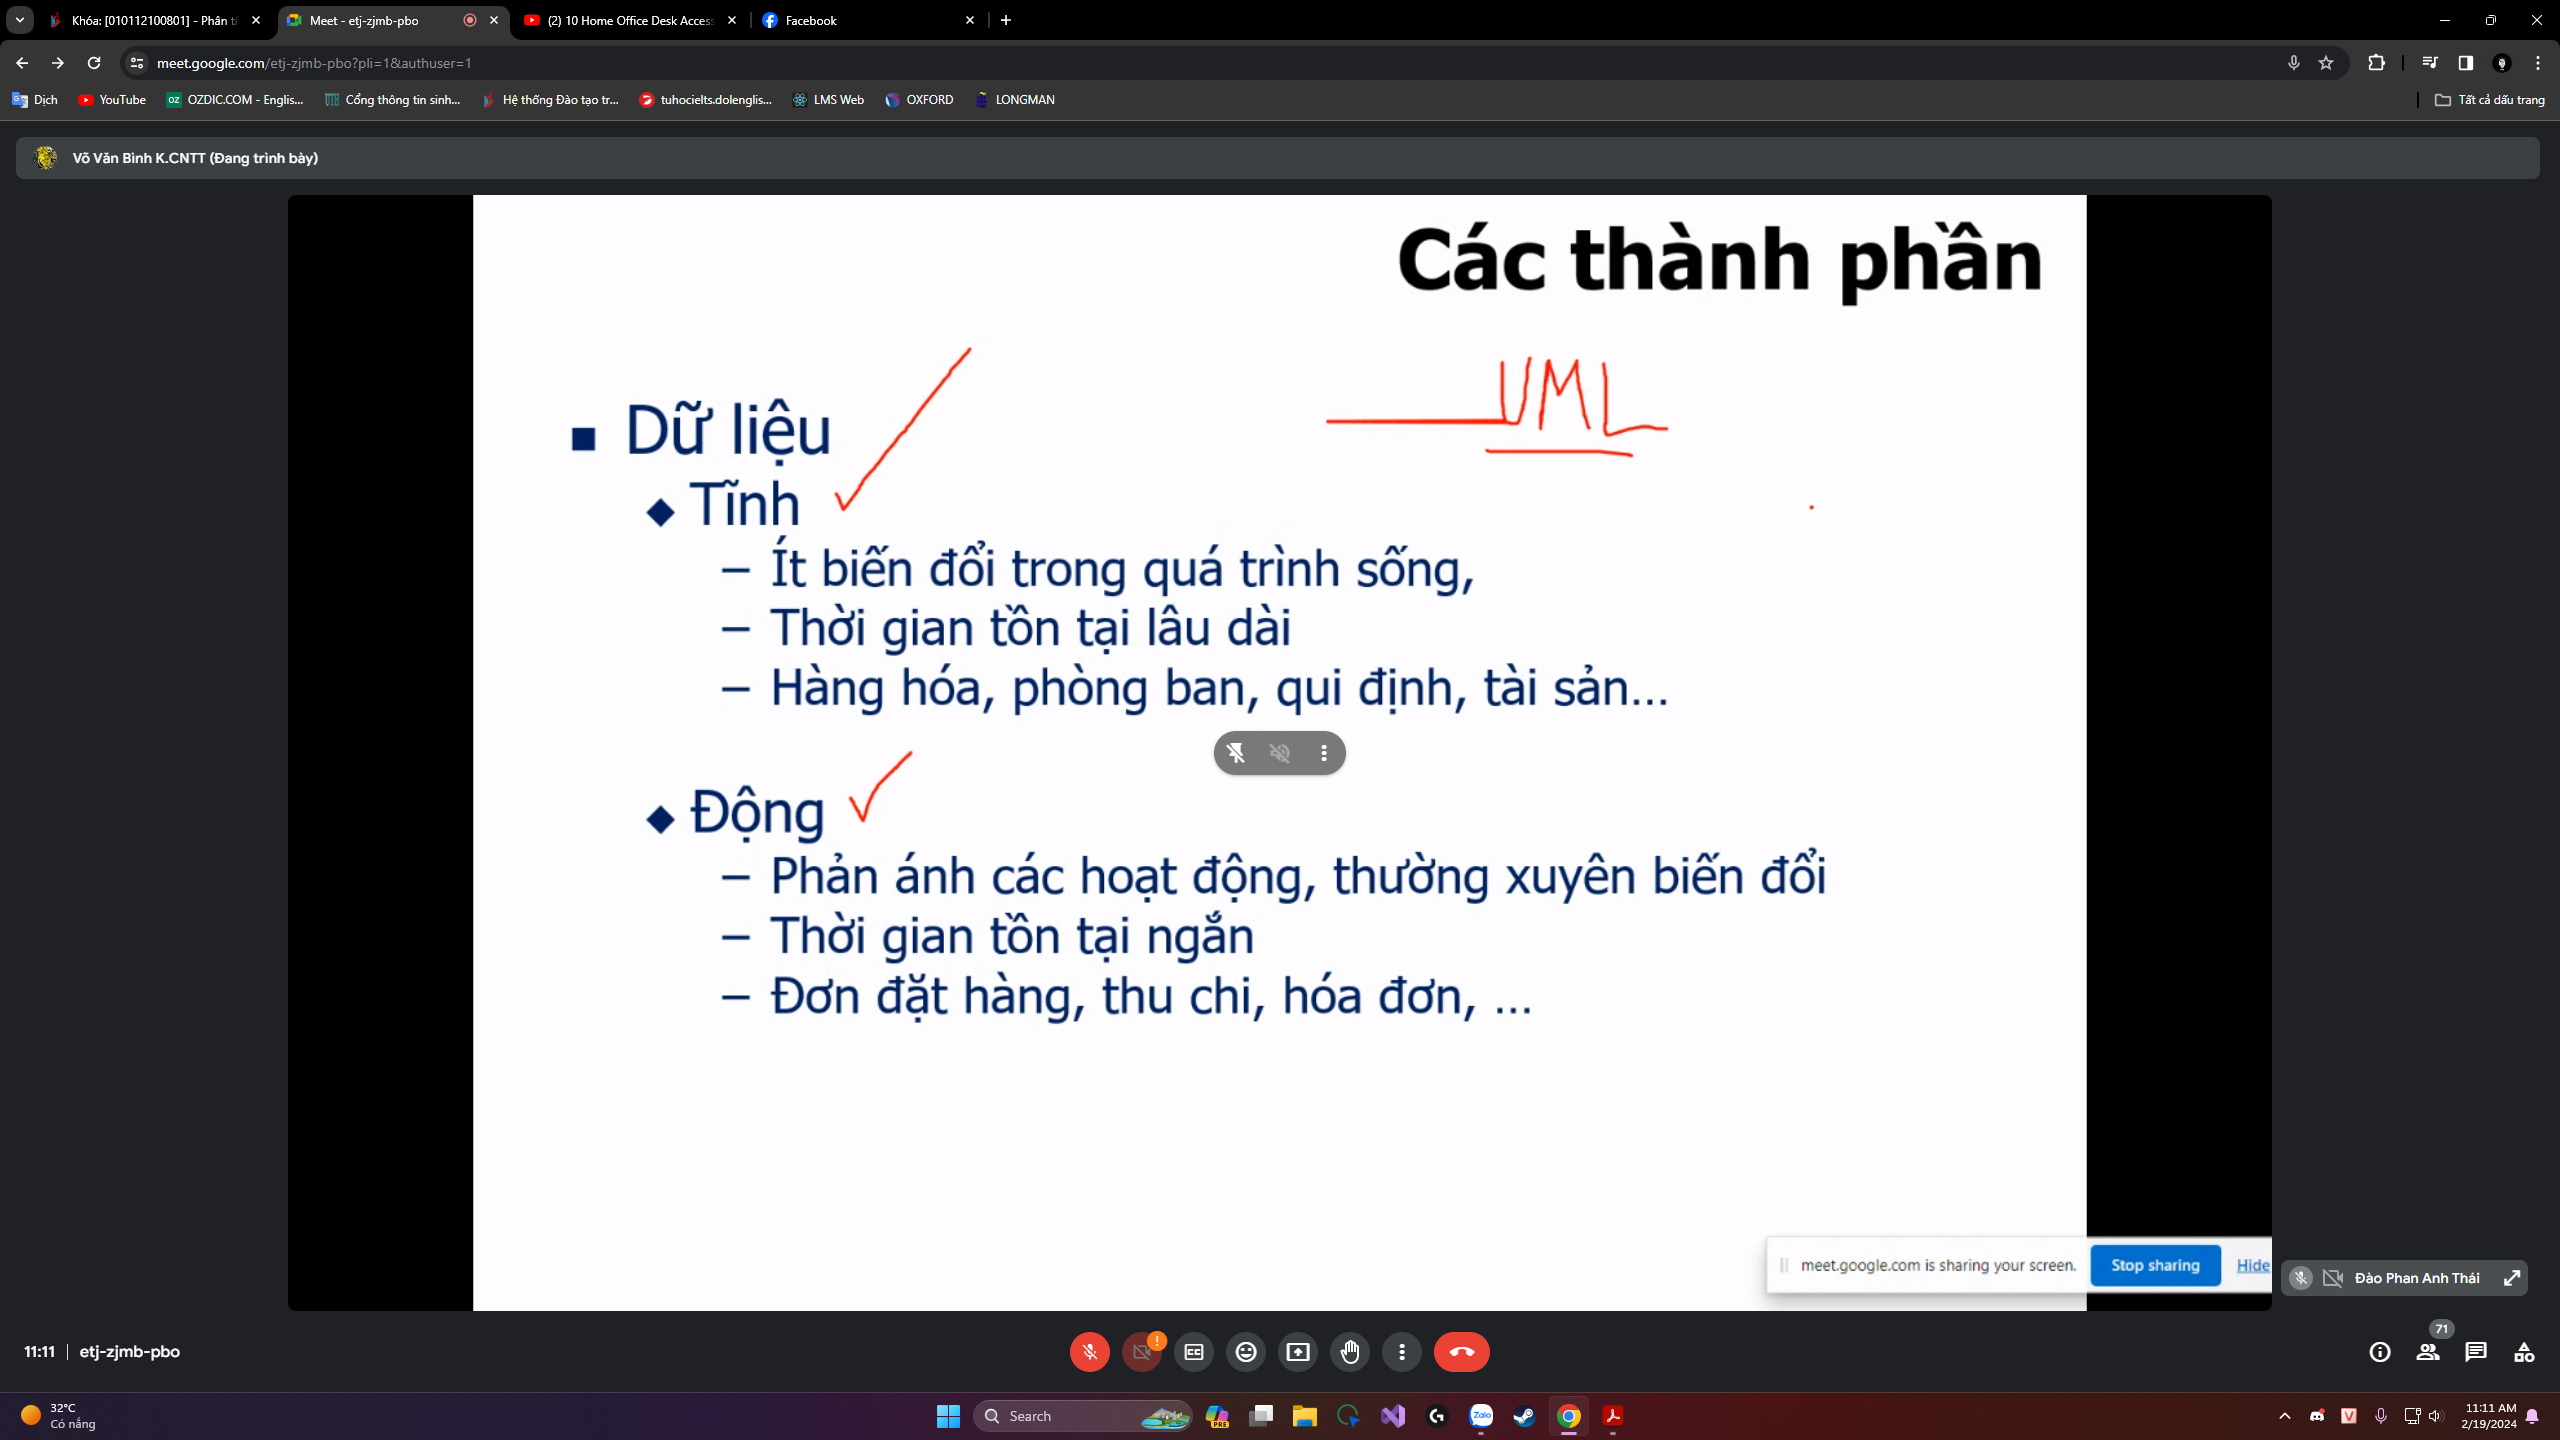 Khóa: [010112100801] - Phân t
Meet - etj-zjmb-pbo
(2) 10 Home Office Desk Access
Facebook
meet.google.com/etj-zjmb-pbo?pli=1&authuser=1
Dịch
YouTube
OZDIC.COM - Englis...
Cổng thông tin sinh...
Hệ thống Đào tạo tr...
tuhocielts.dolenglis...
LMS Web
OXFORD
LONGMAN
Tất cả dấu trang
Võ Văn Bình K.CNTT (Đang trình bày)
Các thành phần
UML
Dữ liệu
Tĩnh
– Ít biến đổi trong quá trình sống,
– Thời gian tồn tại lâu dài
– Hàng hóa, phòng ban, qui định, tài sản...
Động
– Phản ánh các hoạt động, thường xuyên biến đổi
– Thời gian tồn tại ngắn
– Đơn đặt hàng, thu chi, hóa đơn, ...
meet.google.com is sharing your screen.
Stop sharing
Hide
Đào Phan Anh Thái
11:11 | etj-zjmb-pbo
71
32°C
Có nắng
Search
PRE
Zalo
11:11 AM
2/19/2024